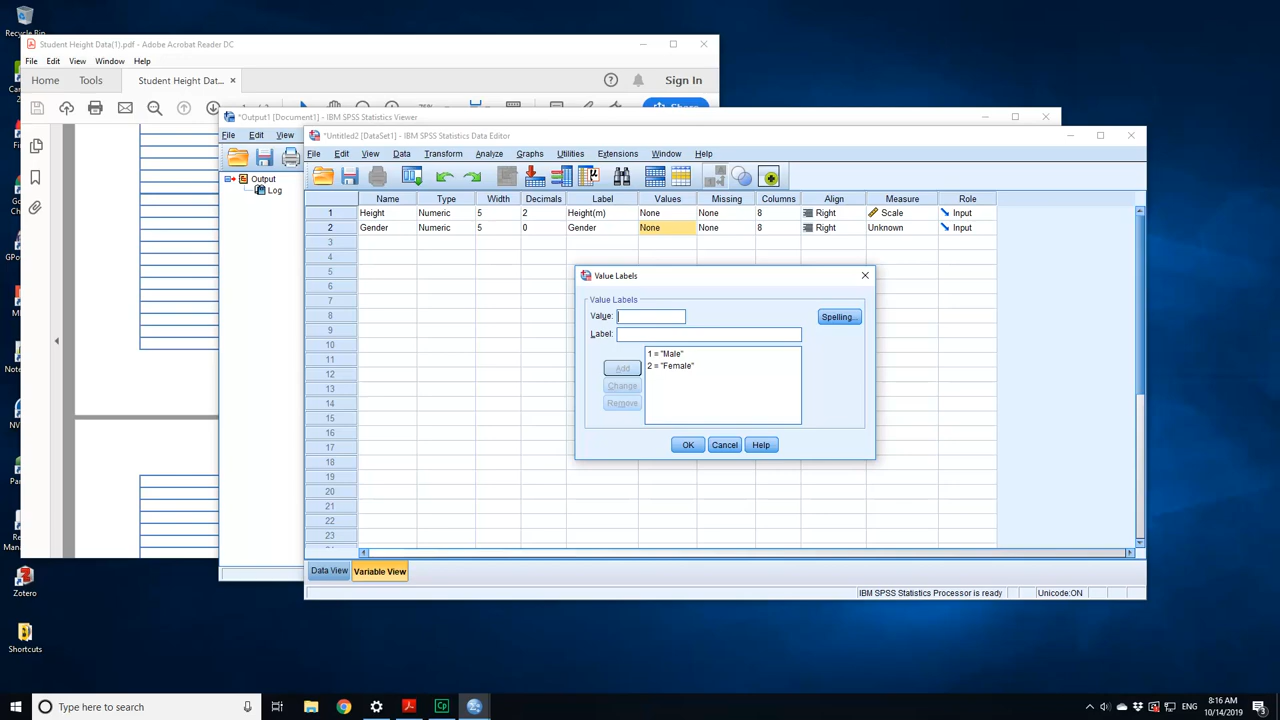 Recycle Bin
Student Height Data(1).pdf - Adobe Acrobat Reader DC
File Edit View Window Help
Home Tools Student Height Dat... × Sign In
Share
*Output1 [Document1] - IBM SPSS Statistics Viewer
File Edit View
Output
Log
*Untitled2 [DataSet1] - IBM SPSS Statistics Data Editor
File Edit View Data Transform Analyze Graphs Utilities Extensions Window Help
Name Type Width Decimals Label Values Missing Columns Align Measure Role
1 Height Numeric 5 2 Height(m) None None 8 Right Scale Input
2 Gender Numeric 5 0 Gender None None 8 Right Unknown Input
3
4
5
6
7
8
9
10
11
12
13
14
15
16
17
18
19
20
21
22
23
Value Labels
Value Labels
Value:
Spelling...
Label:
1 = "Male"
2 = "Female"
Add
Change
Remove
OK Cancel Help
Data View Variable View
IBM SPSS Statistics Processor is ready Unicode:ON
Zotero
Shortcuts
Type here to search
ENG
8:16 AM
10/14/2019
3